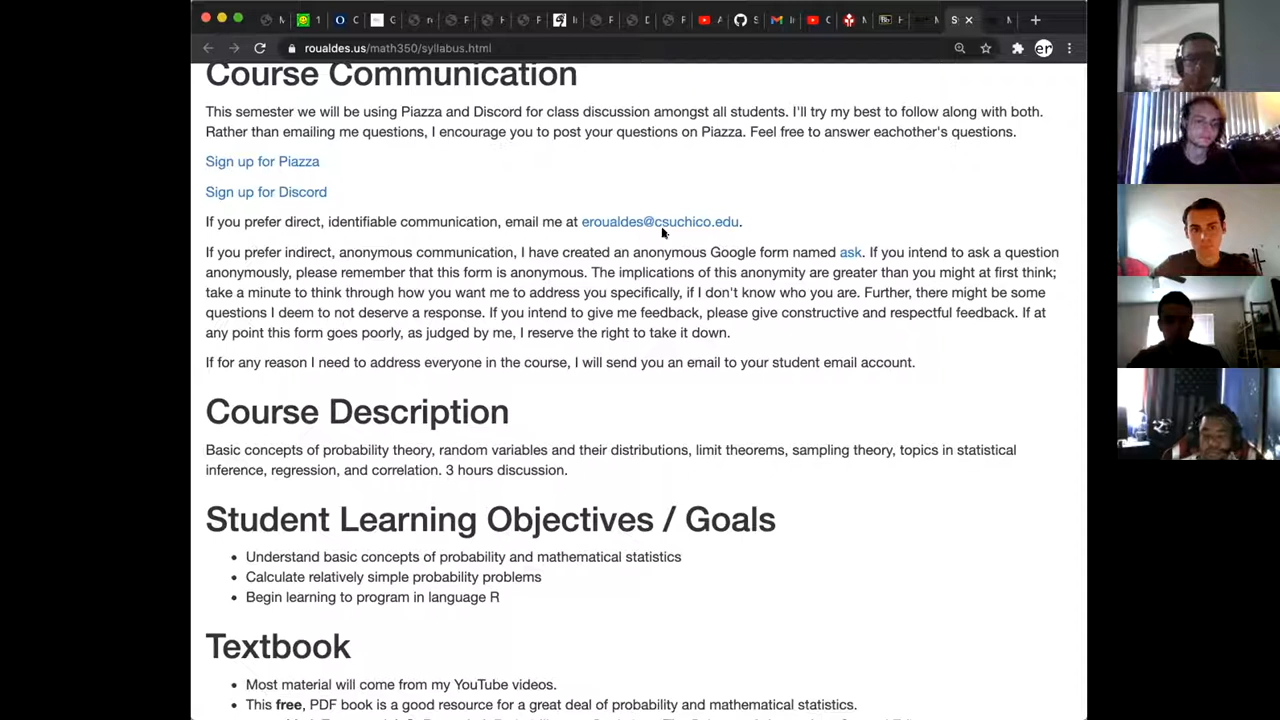 roualdes.us/math350/syllabus.html
er
Course Communication
This semester we will be using Piazza and Discord for class discussion amongst all students. I'll try my best to follow along with both.
Rather than emailing me questions, I encourage you to post your questions on Piazza. Feel free to answer eachother's questions.
Sign up for Piazza
Sign up for Discord
If you prefer direct, identifiable communication, email me at eroualdes@csuchico.edu.
If you prefer indirect, anonymous communication, I have created an anonymous Google form named ask. If you intend to ask a question
anonymously, please remember that this form is anonymous. The implications of this anonymity are greater than you might at first think;
take a minute to think through how you want me to address you specifically, if I don't know who you are. Further, there might be some
questions I deem to not deserve a response. If you intend to give me feedback, please give constructive and respectful feedback. If at
any point this form goes poorly, as judged by me, I reserve the right to take it down.
If for any reason I need to address everyone in the course, I will send you an email to your student email account.
Course Description
Basic concepts of probability theory, random variables and their distributions, limit theorems, sampling theory, topics in statistical
inference, regression, and correlation. 3 hours discussion.
Student Learning Objectives / Goals
Understand basic concepts of probability and mathematical statistics
Calculate relatively simple probability problems
Begin learning to program in language R
Textbook
Most material will come from my YouTube videos.
This free, PDF book is a good resource for a great deal of probability and mathematical statistics.